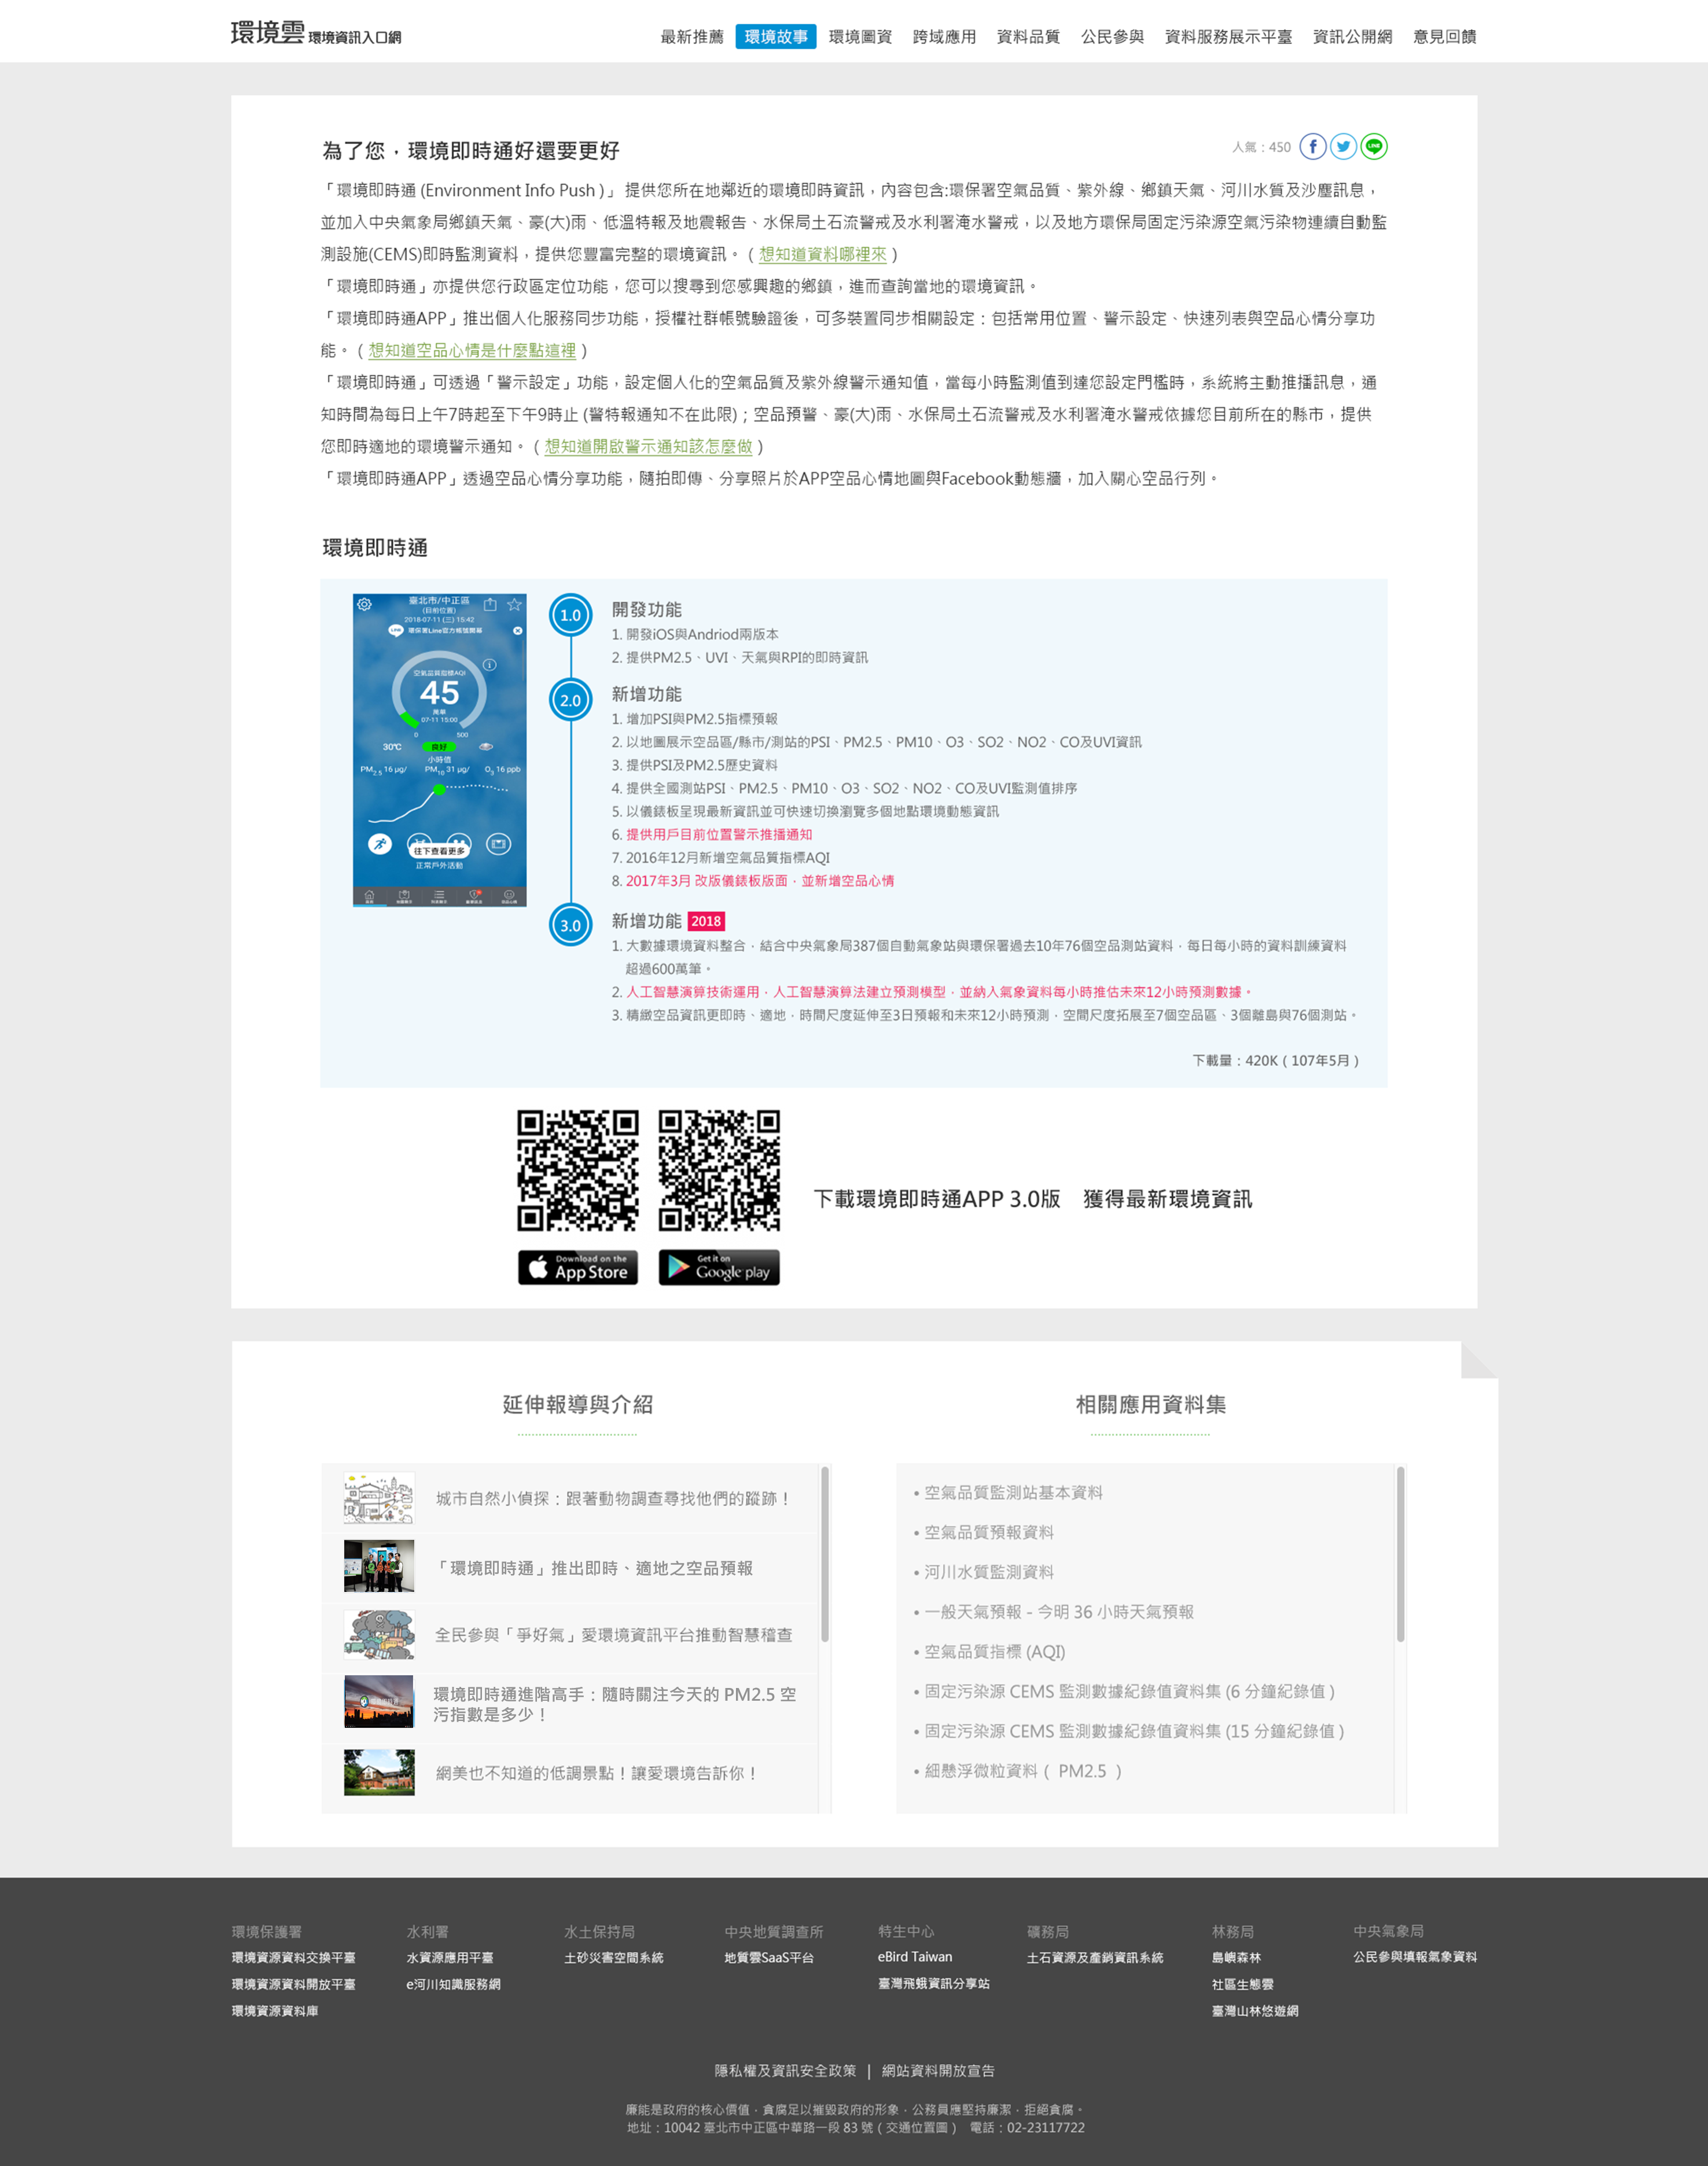 環境雲 環境資訊入口網
最新推薦 環境故事 環境圖資 跨域應用 資料品質 公民參與 資料服務展示平臺 資訊公開網 意見回饋
為了您，環境即時通好還要更好
人氣：450
「環境即時通 (Environment Info Push )」 提供您所在地鄰近的環境即時資訊，內容包含:環保署空氣品質、紫外線、鄉鎮天氣、河川水質及沙塵訊息，
並加入中央氣象局鄉鎮天氣、豪(大)雨、低溫特報及地震報告、水保局土石流警戒及水利署淹水警戒，以及地方環保局固定污染源空氣污染物連續自動監
測設施(CEMS)即時監測資料，提供您豐富完整的環境資訊。（想知道資料哪裡來）
「環境即時通」亦提供您行政區定位功能，您可以搜尋到您感興趣的鄉鎮，進而查詢當地的環境資訊。
「環境即時通APP」推出個人化服務同步功能，授權社群帳號驗證後，可多裝置同步相關設定：包括常用位置、警示設定、快速列表與空品心情分享功
能。（想知道空品心情是什麼點這裡）
「環境即時通」可透過「警示設定」功能，設定個人化的空氣品質及紫外線警示通知值，當每小時監測值到達您設定門檻時，系統將主動推播訊息，通
知時間為每日上午7時起至下午9時止 (警特報通知不在此限)；空品預警、豪(大)雨、水保局土石流警戒及水利署淹水警戒依據您目前所在的縣市，提供
您即時適地的環境警示通知。（想知道開啟警示通知該怎麼做）
「環境即時通APP」透過空品心情分享功能，隨拍即傳、分享照片於APP空品心情地圖與Facebook動態牆，加入關心空品行列。
環境即時通
臺北市/中正區
(目前位置)
2018-07-11 (三) 15:42
LINE 環保署Line官方帳號開幕
空氣品質指標AQI
45
萬華
07-11 15:00
0 500
30℃ 良好
小時值
PM2.5 16 μg/ PM10 31 μg/ O3 16 ppb
往下查看更多
正常戶外活動
1.0 開發功能
1. 開發iOS與Andriod兩版本
2. 提供PM2.5、UVI、天氣與RPI的即時資訊
2.0 新增功能
1. 增加PSI與PM2.5指標預報
2. 以地圖展示空品區/縣市/測站的PSI、PM2.5、PM10、O3、SO2、NO2、CO及UVI資訊
3. 提供PSI及PM2.5歷史資料
4. 提供全國測站PSI、PM2.5、PM10、O3、SO2、NO2、CO及UVI監測值排序
5. 以儀錶板呈現最新資訊並可快速切換瀏覽多個地點環境動態資訊
6. 提供用戶目前位置警示推播通知
7. 2016年12月新增空氣品質指標AQI
8. 2017年3月 改版儀錶板版面，並新增空品心情
3.0 新增功能 2018
1. 大數據環境資料整合，結合中央氣象局387個自動氣象站與環保署過去10年76個空品測站資料，每日每小時的資料訓練資料
超過600萬筆。
2. 人工智慧演算技術運用，人工智慧演算法建立預測模型，並納入氣象資料每小時推估未來12小時預測數據。
3. 精緻空品資訊更即時、適地，時間尺度延伸至3日預報和未來12小時預測，空間尺度拓展至7個空品區、3個離島與76個測站。
下載量：420K（107年5月）
下載環境即時通APP 3.0版　獲得最新環境資訊
Download on the App Store
Get it on Google play
延伸報導與介紹
城市自然小偵探：跟著動物調查尋找他們的蹤跡！
「環境即時通」推出即時、適地之空品預報
全民參與「爭好氣」愛環境資訊平台推動智慧稽查
環境即時通進階高手：隨時關注今天的 PM2.5 空
污指數是多少！
網美也不知道的低調景點！讓愛環境告訴你！
相關應用資料集
• 空氣品質監測站基本資料
• 空氣品質預報資料
• 河川水質監測資料
• 一般天氣預報 - 今明 36 小時天氣預報
• 空氣品質指標 (AQI)
• 固定污染源 CEMS 監測數據紀錄值資料集 (6 分鐘紀錄值 )
• 固定污染源 CEMS 監測數據紀錄值資料集 (15 分鐘紀錄值 )
• 細懸浮微粒資料（ PM2.5 ）
環境保護署
環境資源資料交換平臺
環境資源資料開放平臺
環境資源資料庫
水利署
水資源應用平臺
e河川知識服務網
水土保持局
土砂災害空間系統
中央地質調查所
地質雲SaaS平台
特生中心
eBird Taiwan
臺灣飛蛾資訊分享站
礦務局
土石資源及產銷資訊系統
林務局
島嶼森林
社區生態雲
臺灣山林悠遊網
中央氣象局
公民參與填報氣象資料
隱私權及資訊安全政策 | 網站資料開放宣告
廉能是政府的核心價值，貪腐足以摧毀政府的形象，公務員應堅持廉潔，拒絕貪腐。
地址：10042 臺北市中正區中華路一段 83 號（交通位置圖） 電話：02-23117722